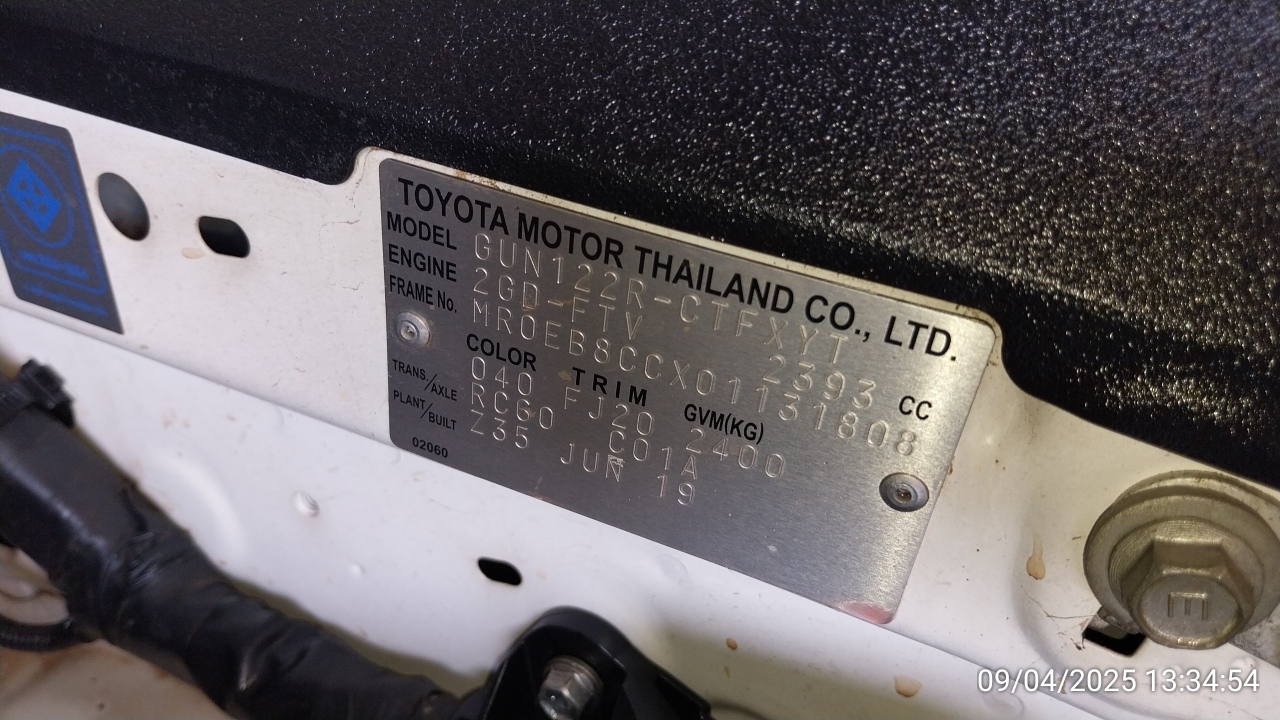 TOYOTA MOTOR THAILAND CO., LTD.
MODEL GUN122R-CTFXYT
ENGINE 2GD-FTV 2393 CC
FRAME No. MR0EB8CCX01131808
COLOR TRIM GVM(KG)
040 FJ20 2400
TRANS/AXLE RC60 C01A
PLANT/BUILT Z35 JUN 19
02060
E
09/04/2025 13:34:54